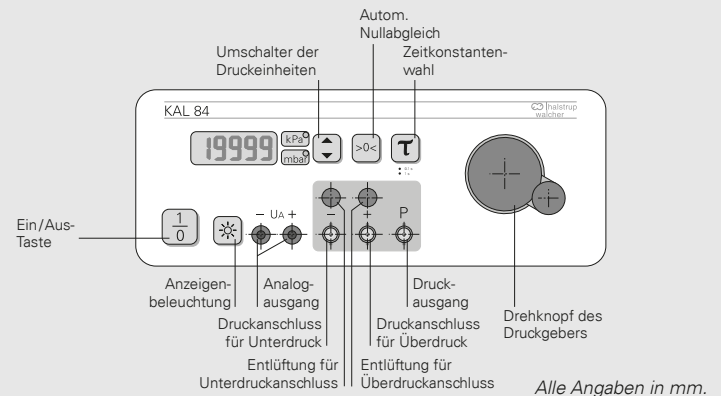 Autom.
Nullabgleich
Umschalter der
Druckeinheiten
Zeitkonstanten-
wahl
KAL 84
halstrup
walcher
19999
kPa
mbar
>0<
τ
Ein/Aus-
Taste
1
0
– UA +
–
+
P
Anzeigen-
beleuchtung
Analog-
ausgang
Druck-
ausgang
Drehknopf des
Druckgebers
Druckanschluss
für Unterdruck
Druckanschluss
für Überdruck
Entlüftung für
Unterdruckanschluss
Entlüftung für
Überdruckanschluss
Alle Angaben in mm.